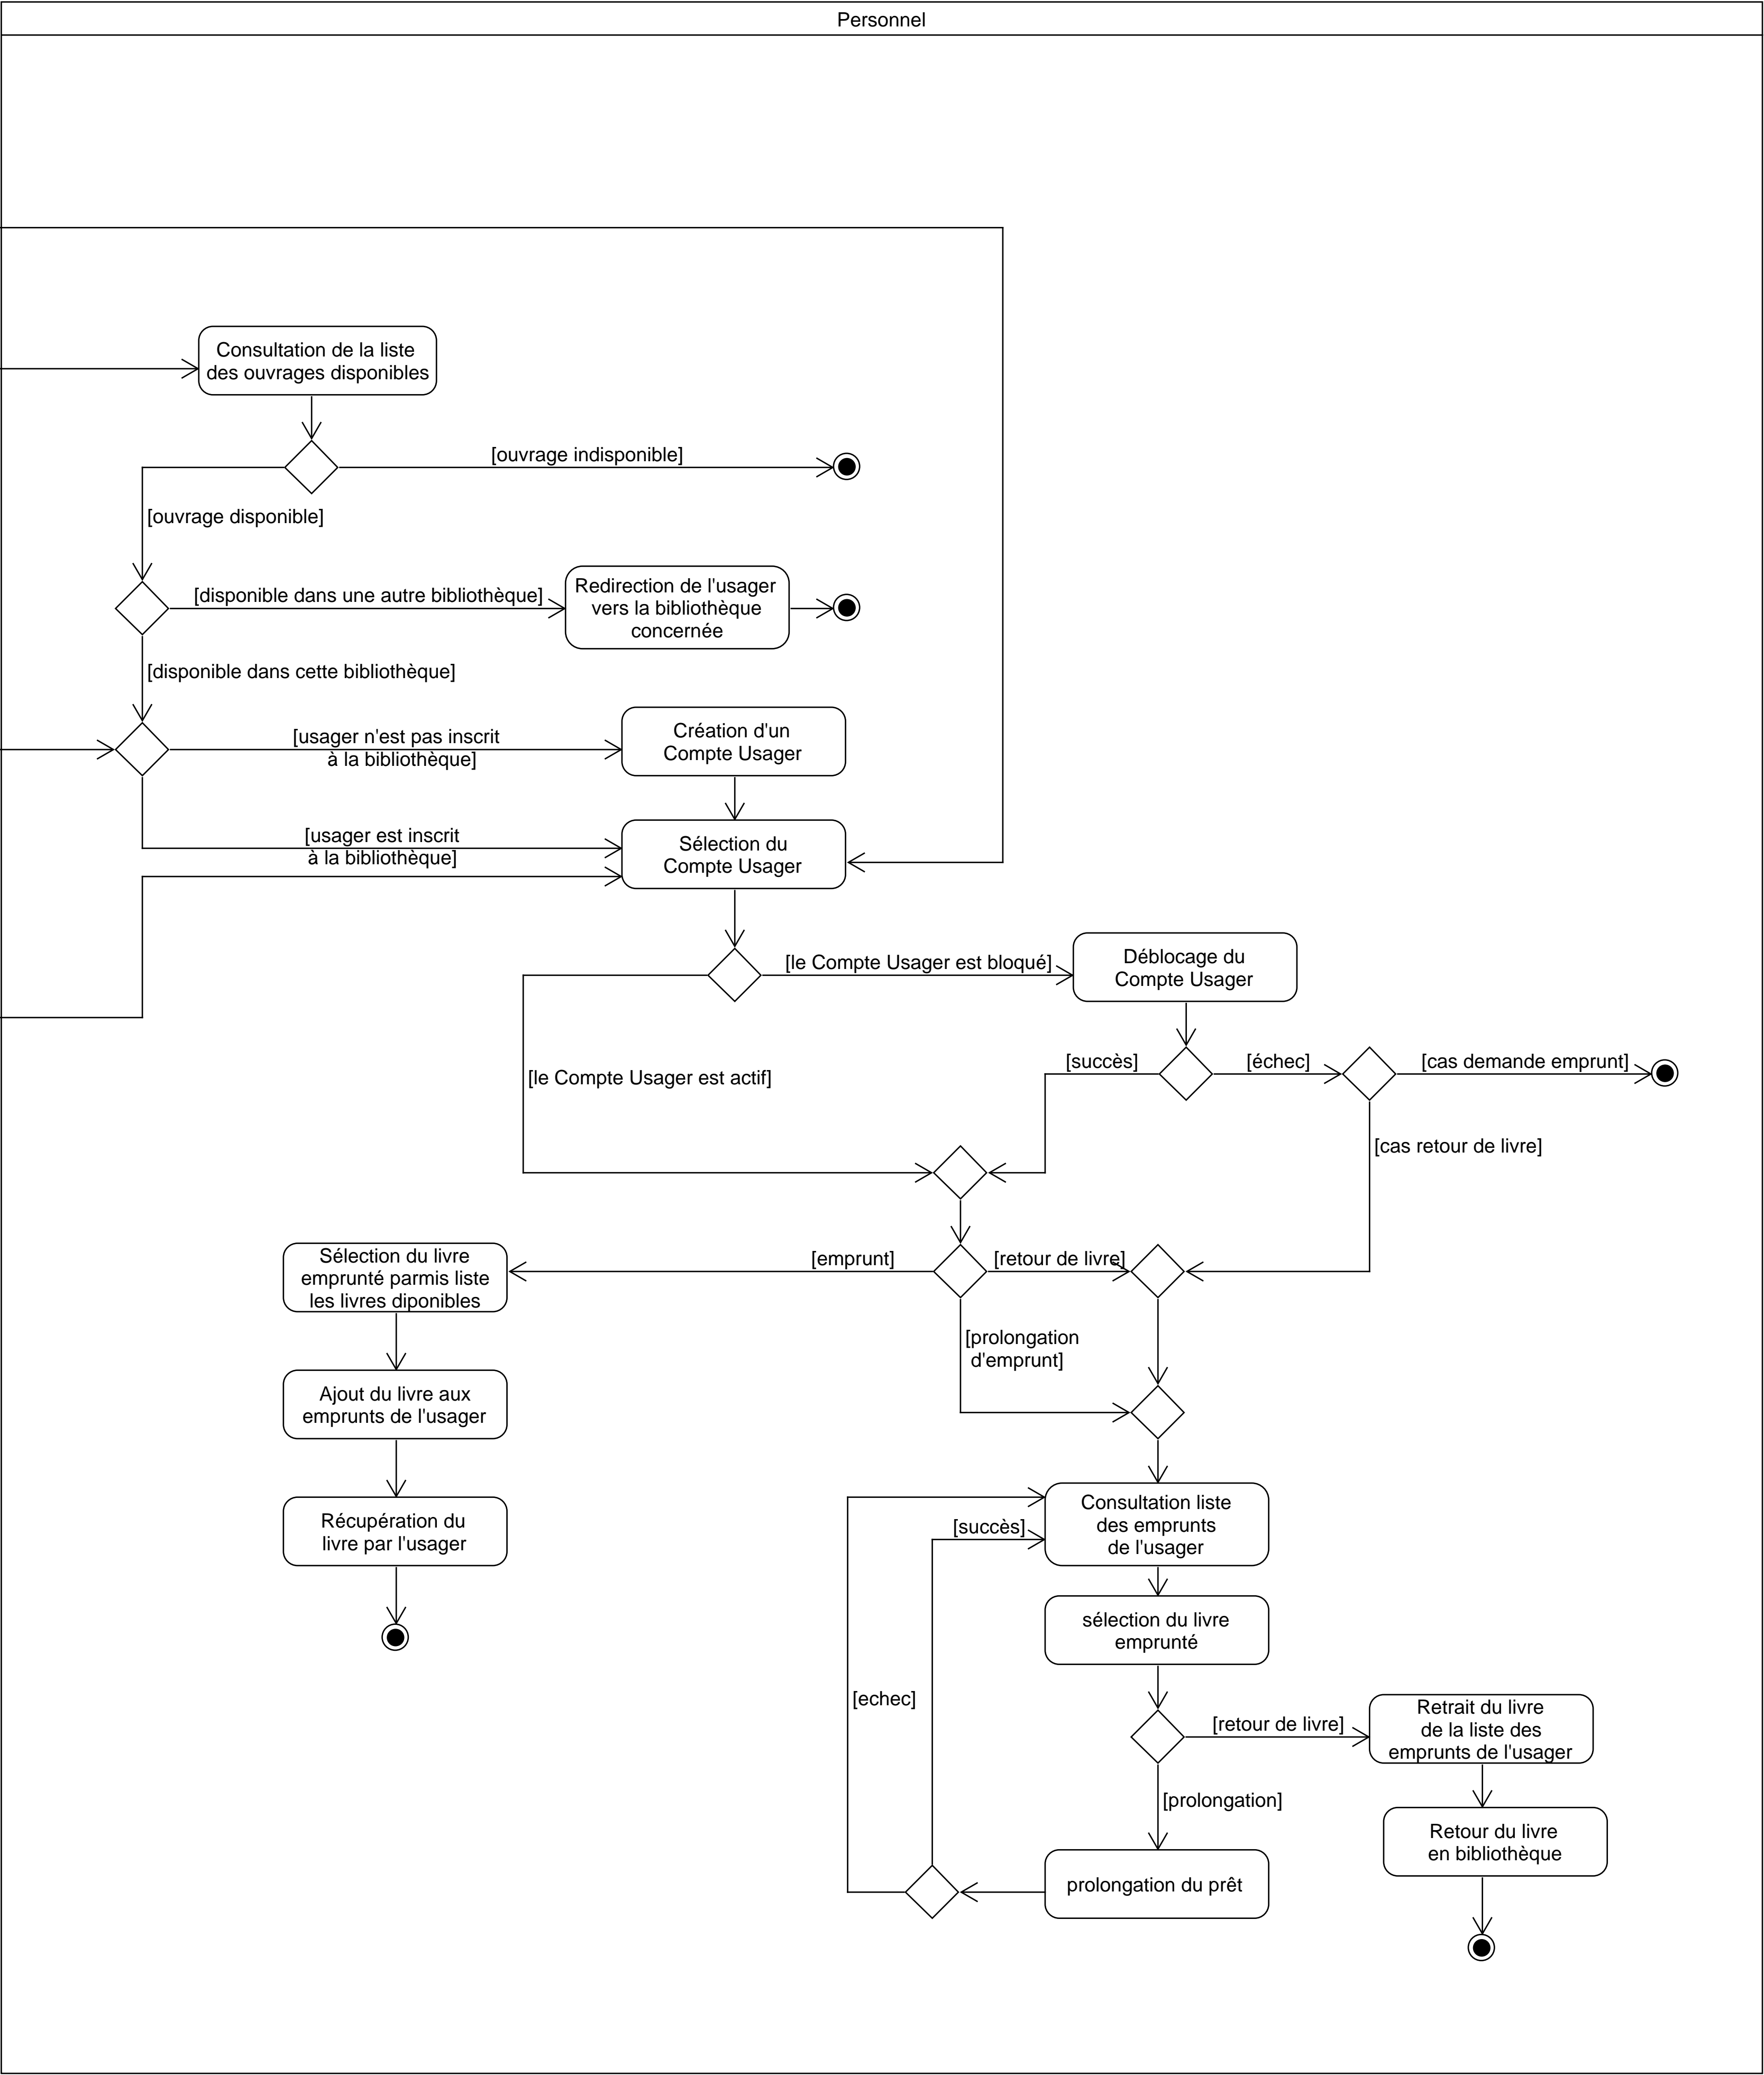 Personnel
Consultation de la liste
des ouvrages disponibles
[ouvrage indisponible]
[ouvrage disponible]
[disponible dans une autre bibliothèque]
Redirection de l'usager
vers la bibliothèque
concernée
[disponible dans cette bibliothèque]
[usager n'est pas inscrit
à la bibliothèque]
Création d'un
Compte Usager
[usager est inscrit
à la bibliothèque]
Sélection du
Compte Usager
[le Compte Usager est bloqué]
Déblocage du
Compte Usager
[le Compte Usager est actif]
[succès]
[échec]
[cas demande emprunt]
[cas retour de livre]
Sélection du livre
emprunté parmis liste
les livres diponibles
[emprunt]
[retour de livre]
[prolongation
d'emprunt]
Ajout du livre aux
emprunts de l'usager
Récupération du
livre par l'usager
Consultation liste
des emprunts
de l'usager
[succès]
sélection du livre
emprunté
[echec]
[retour de livre]
Retrait du livre
de la liste des
emprunts de l'usager
[prolongation]
Retour du livre
en bibliothèque
prolongation du prêt